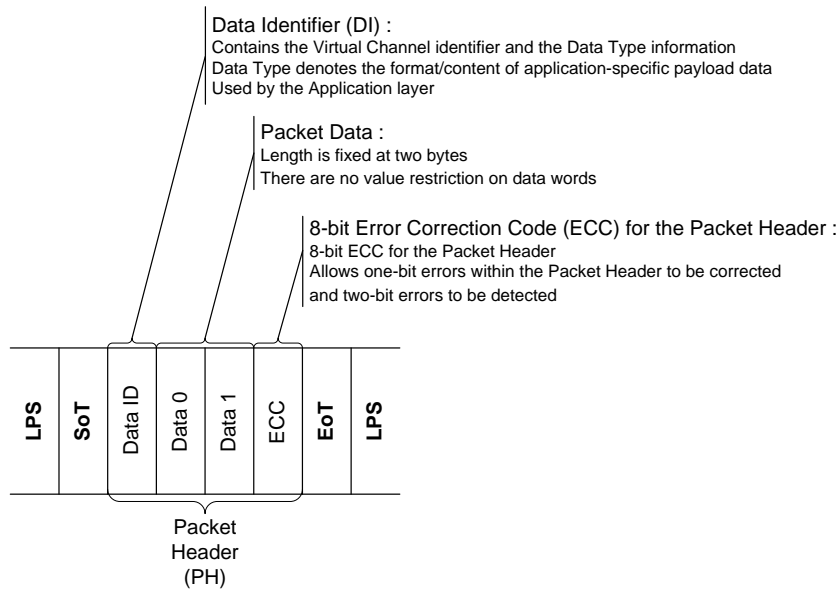 Data Identifier (DI) :
Contains the Virtual Channel identifier and the Data Type information
Data Type denotes the format/content of application-specific payload data
Used by the Application layer
Packet Data :
Length is fixed at two bytes
There are no value restriction on data words
8-bit Error Correction Code (ECC) for the Packet Header :
8-bit ECC for the Packet Header
Allows one-bit errors within the Packet Header to be corrected
and two-bit errors to be detected
LPS
SoT
Data ID
Data 0
Data 1
ECC
EoT
LPS
Packet
Header
(PH)